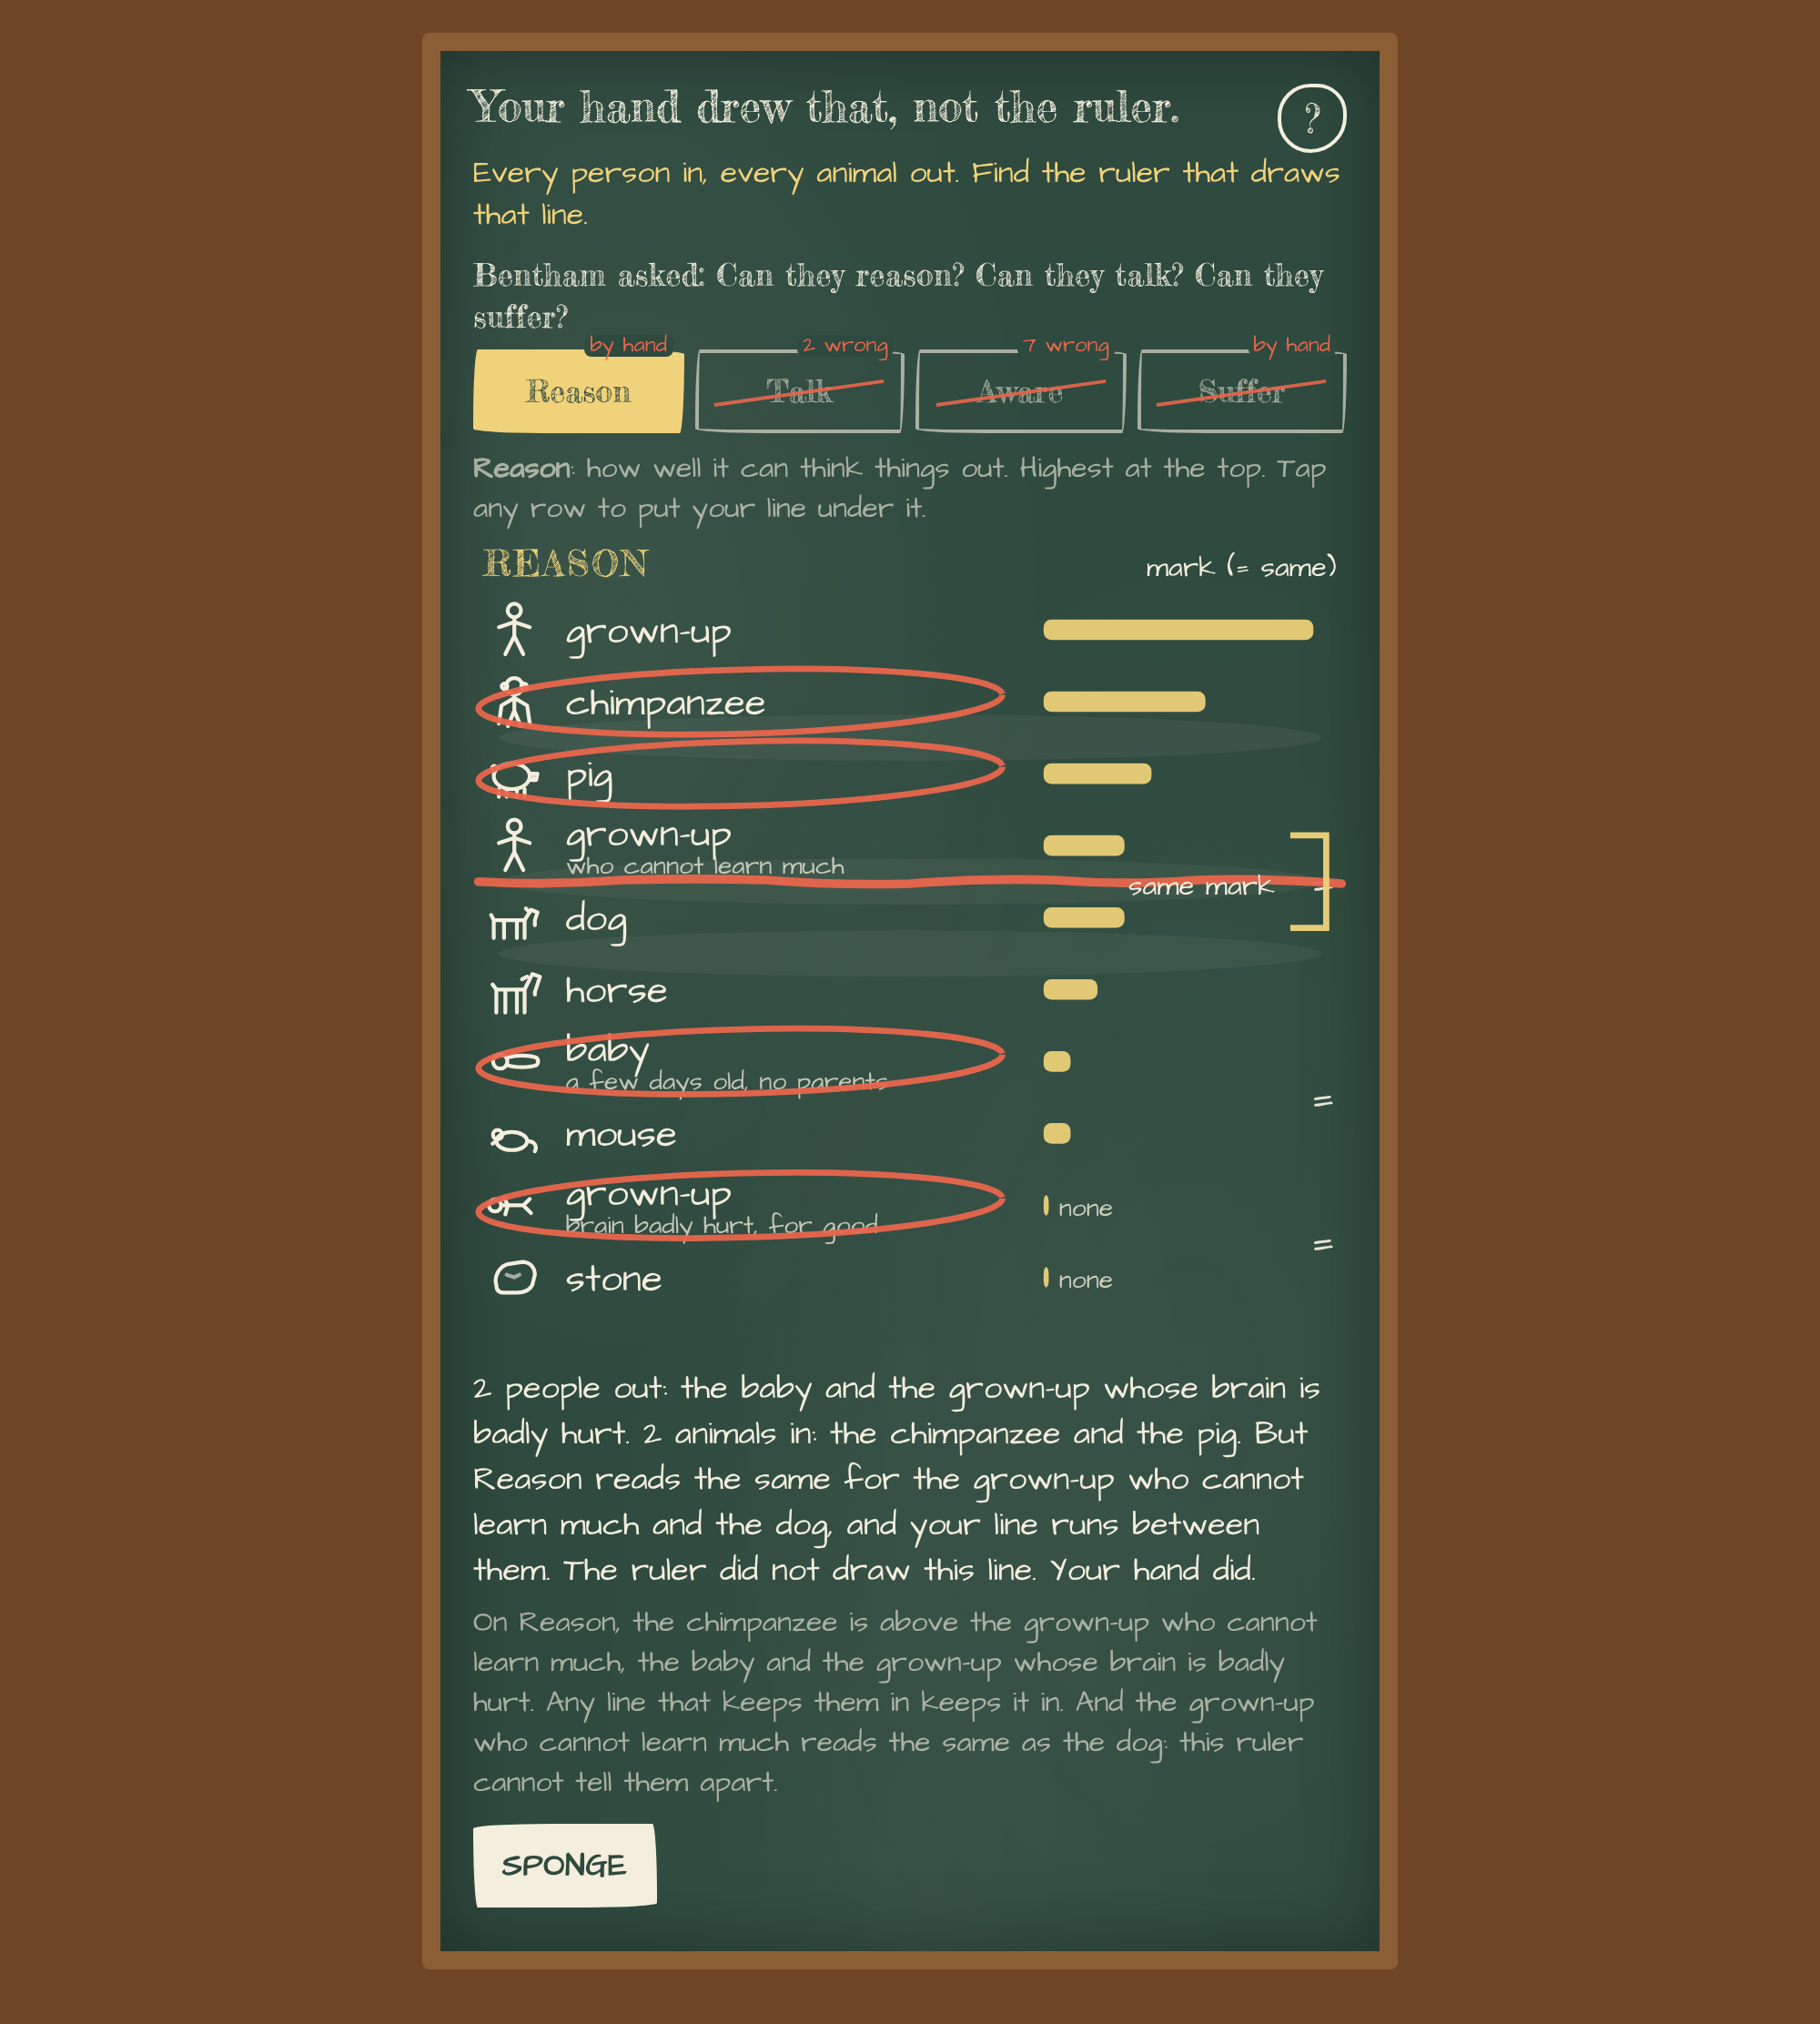 Your hand drew that, not the ruler.
?
Every person in, every animal out. Find the ruler that draws
that line.
Bentham asked: Can they reason? Can they talk? Can they
suffer?
by hand
2 wrong
7 wrong
by hand
Reason
Talk
Aware
Suffer
Reason: how well it can think things out. Highest at the top. Tap
any row to put your line under it.
REASON
mark (= same)
grown-up
chimpanzee
pig
grown-up
who cannot learn much
same mark
dog
horse
baby
a few days old, no parents
=
mouse
grown-up
brain badly hurt, for good
none
=
stone
none
2 people out: the baby and the grown-up whose brain is
badly hurt. 2 animals in: the chimpanzee and the pig. But
Reason reads the same for the grown-up who cannot
learn much and the dog, and your line runs between
them. The ruler did not draw this line. Your hand did.
On Reason, the chimpanzee is above the grown-up who cannot
learn much, the baby and the grown-up whose brain is badly
hurt. Any line that keeps them in keeps it in. And the grown-up
who cannot learn much reads the same as the dog: this ruler
cannot tell them apart.
SPONGE